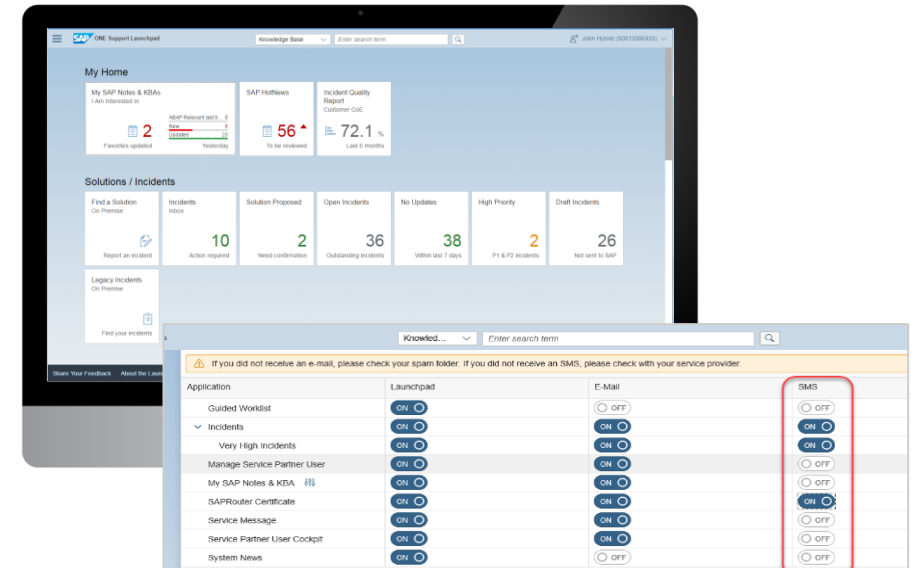 SAP ONE Support Launchpad
Knowledge Base
Enter search term
John Hybrid (S0012088928)
My Home
My SAP Notes & KBAs
I Am Interested in
ABAP Relevant last 5... 0
New 6
Updated 20
2
Favorites updated
Yesterday
SAP HotNews
56
To be reviewed
Incident Quality
Report
Customer CoE
72.1 %
Last 6 months
Solutions / Incidents
Find a Solution
On Premise
Report an incident
Incidents
Inbox
10
Action required
Solution Proposed
2
Need confirmation
Open Incidents
36
Outstanding incidents
No Updates
38
Within last 7 days
High Priority
2
P1 & P2 incidents
Draft Incidents
26
Not sent to SAP
Legacy Incidents
On Premise
Find your incidents
Share Your Feedback About the Laun
Knowled...
Enter search term
If you did not receive an e-mail, please check your spam folder. If you did not receive an SMS, please check with your service provider.
Application Launchpad E-Mail SMS
Guided Worklist ON OFF OFF
Incidents ON ON ON
Very High Incidents ON ON ON
Manage Service Partner User ON ON OFF
My SAP Notes & KBA ON ON OFF
SAPRouter Certificate ON ON ON
Service Message ON ON OFF
Service Partner User Cockpit ON ON OFF
System News ON OFF OFF